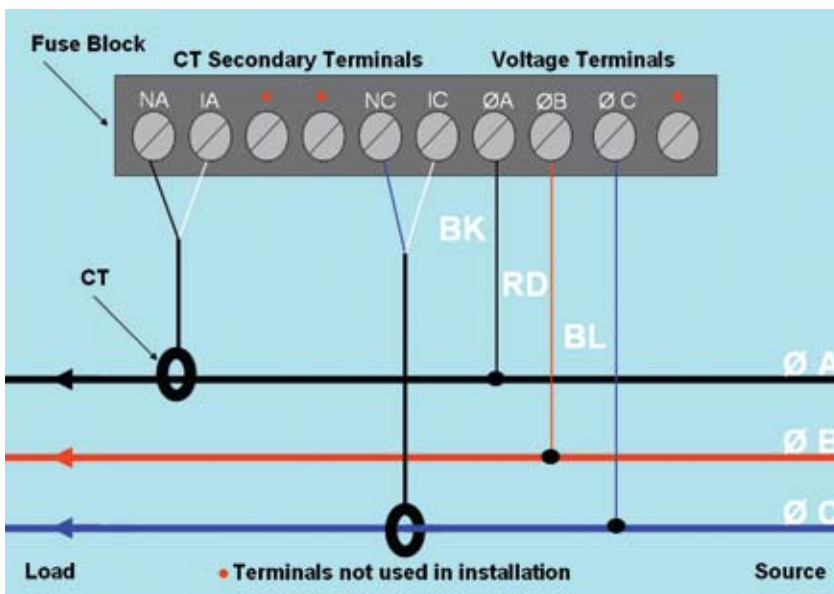 Fuse Block
CT Secondary Terminals
Voltage Terminals
NA IA • • NC IC ØA ØB Ø C •
BK
RD
CT
BL
Ø A
Ø B
Ø C
Load
• Terminals not used in installation
Source